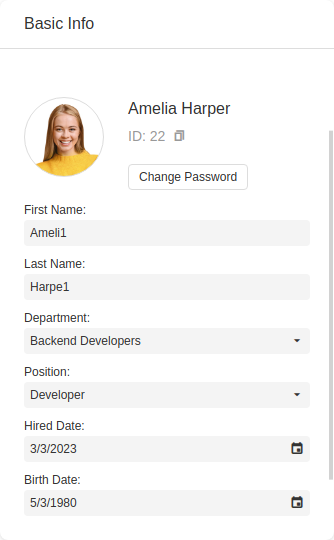 Basic Info
Amelia Harper
ID: 22
Change Password
First Name:
Ameli1
Last Name:
Harpe1
Department:
Backend Developers
Position:
Developer
Hired Date:
3/3/2023
Birth Date:
5/3/1980